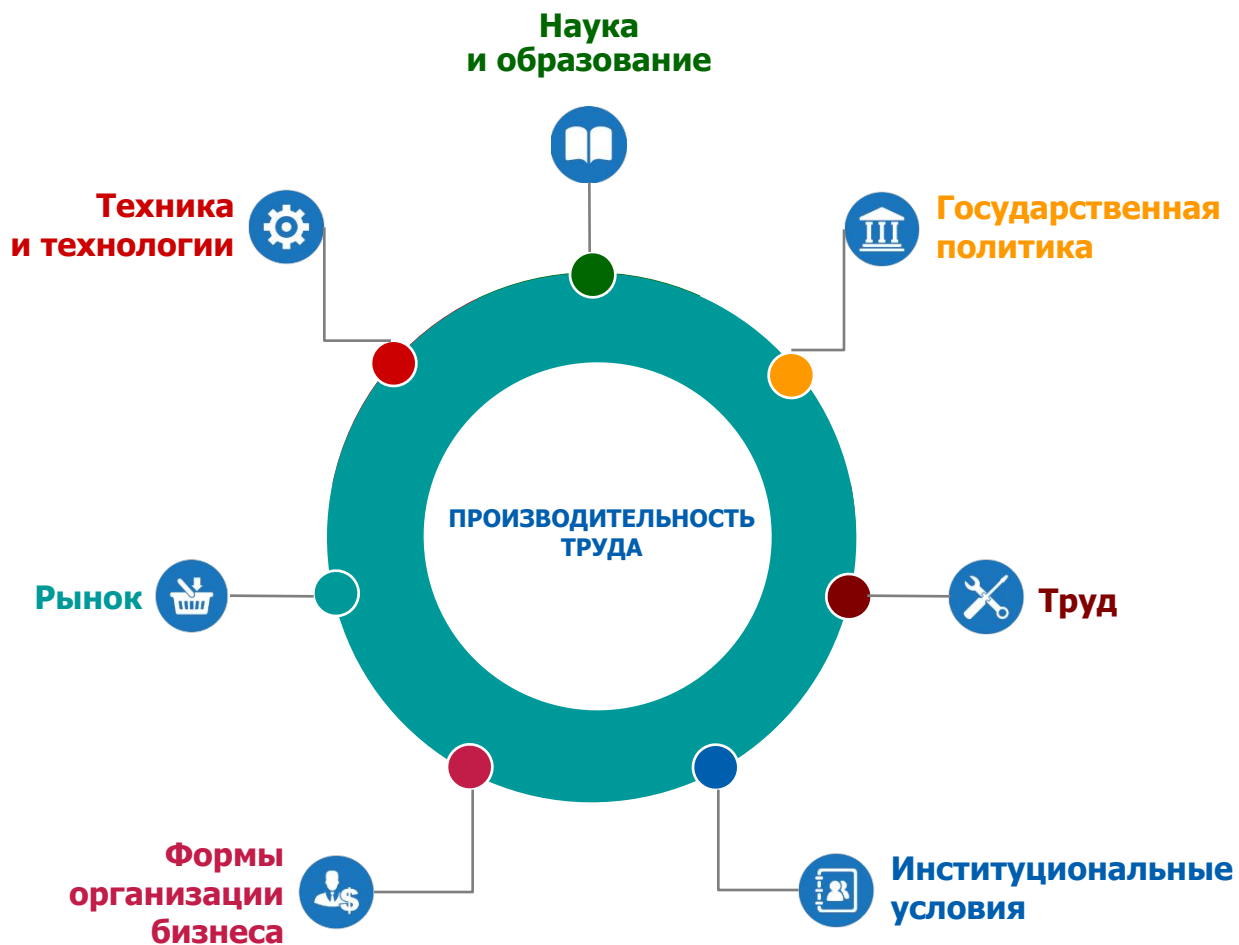 Наука
и образование
Техника
и технологии
Государственная
политика
ПРОИЗВОДИТЕЛЬНОСТЬ
ТРУДА
Рынок
Труд
Формы
организации
бизнеса
Институциональные
условия